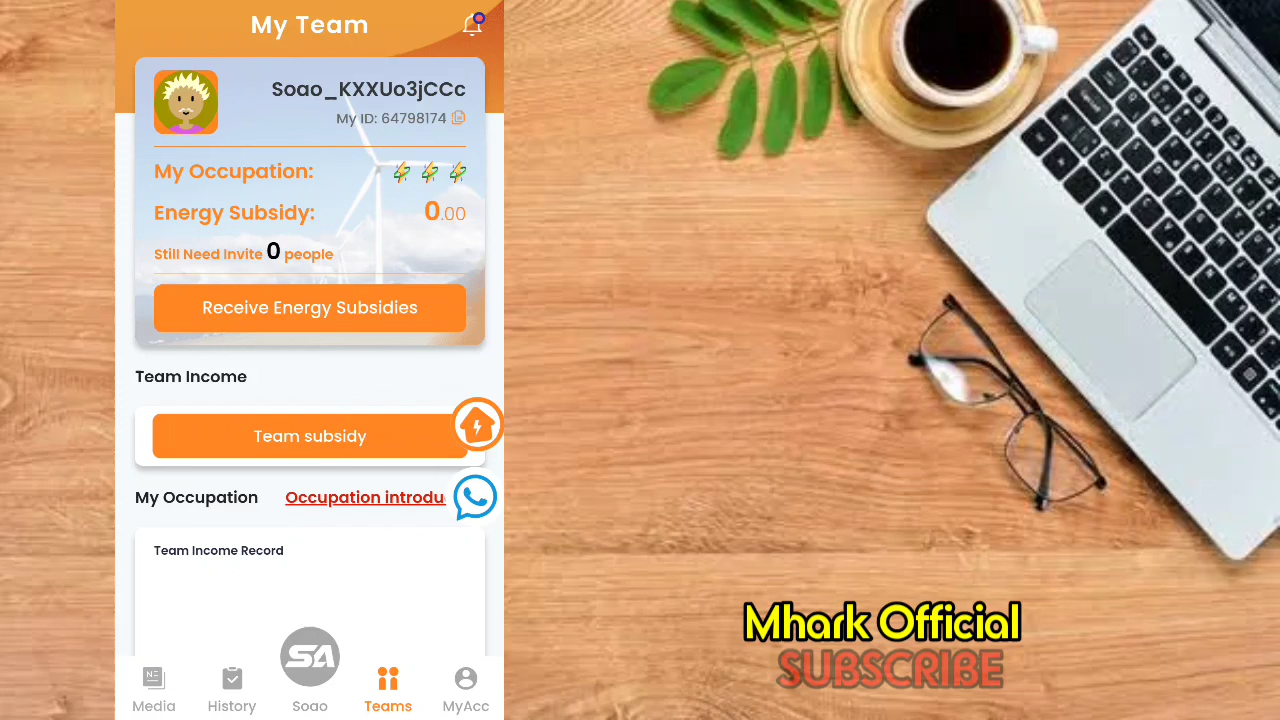 My Team
Soao_KXXUo3jCCc
My ID: 64798174
My Occupation:
Energy Subsidy: 0.00
Still Need Invite 0 people
Receive Energy Subsidies
Team Income
Team subsidy
My Occupation Occupation introdu
Team Income Record
SA
Media History Soao Teams MyAcc
Mhark Official
SUBSCRIBE